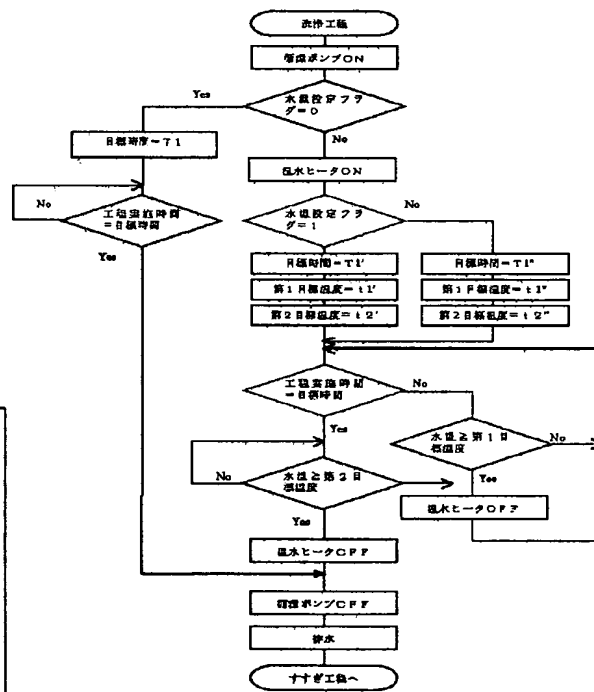 洗浄工程
循環ポンプON
水温設定フラ
グ=0
Yes
No
目標時間=T1
温水ヒータON
工程実施時間
=目標時間
No
Yes
水温設定フラ
グ=1
No
目標時間=T1'
第1目標温度=t1'
第2目標温度=t2'
目標時間=T1"
第1目標温度=t1"
第2目標温度=t2"
工程実施時間
=目標時間
No
Yes
水温≧第1目
標温度
No
Yes
水温≧第2目
標温度
No
Yes
温水ヒータOFF
温水ヒータOFF
循環ポンプOFF
排水
すすぎ工程へ